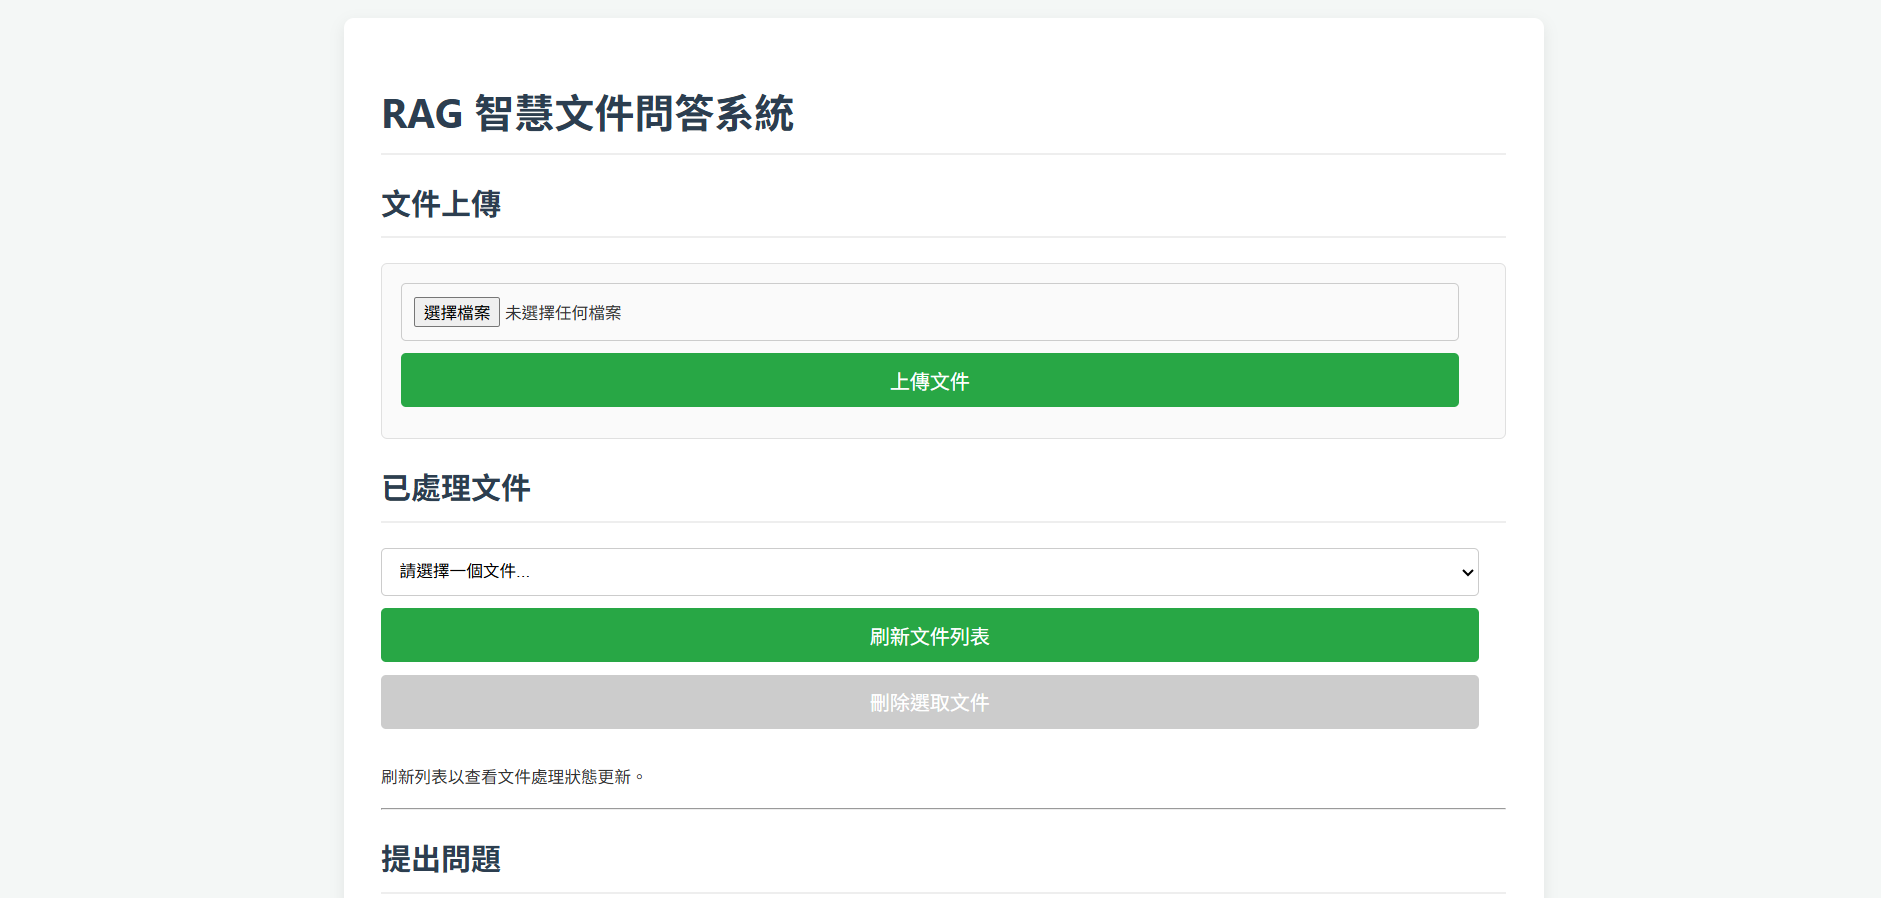 RAG 智慧文件問答系統
文件上傳
選擇檔案 未選擇任何檔案
上傳文件
已處理文件
請選擇一個文件...
刷新文件列表
刪除選取文件
刷新列表以查看文件處理狀態更新。
提出問題